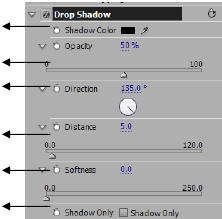 Drop Shadow
Shadow Color
Opacity 50 %
0 100
Direction 135.0 °
Distance 5.0
0.0 120.0
Softness 0.0
0.0 250.0
Shadow Only Shadow Only